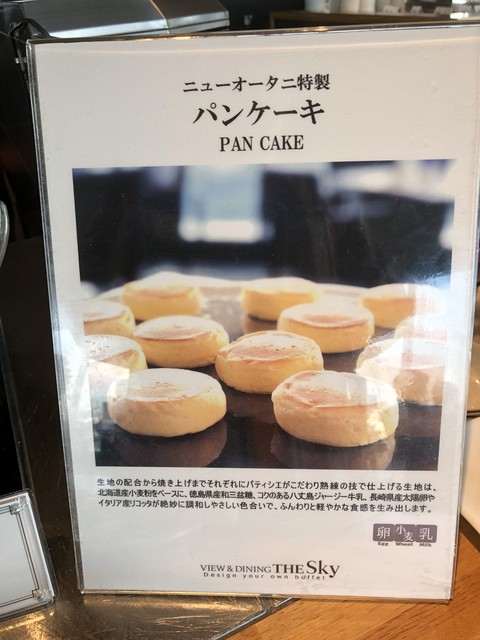 ニューオータニ特製
パンケーキ
PAN CAKE
生地の配合から焼き上げまでそれぞれにパティシエがこだわり熟練の技で仕上げる生地は、
北海道産小麦粉をベースに、徳島県産和三盆糖、コクのある八丈島ジャージー牛乳、長崎県産太陽卵や
イタリア産リコッタが絶妙に調和しやさしい色合いで、ふんわりと軽やかな食感を生み出します。
卵 小麦 乳
Egg Wheat Milk
VIEW & DINING THE Sky
Design your own buffet